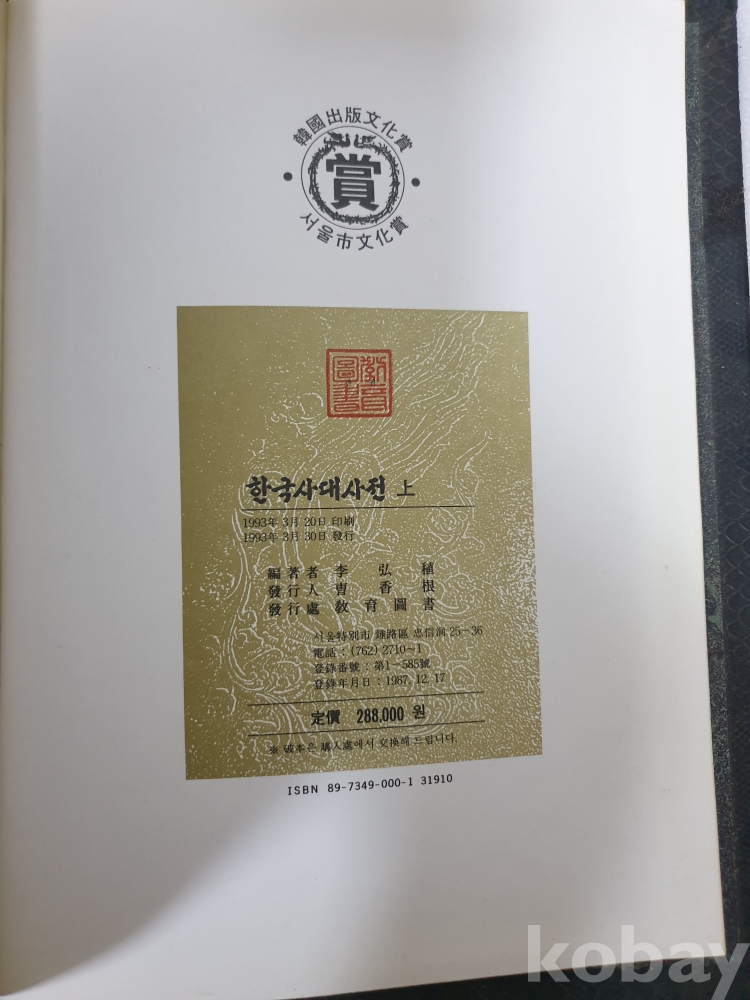 韓國出版文化賞
賞
서울市文化賞
敎育圖書
한국사대사전 上
1993年 3月 20日 印刷
1993年 3月 30日 發行
編著者 李弘稙
發行人 曺香根
發行處 敎育圖書
서울特別市 鍾路區 忠信洞 25－36
電話 : (762) 2710～1
登錄番號 : 第1－585號
登錄年月日 : 1987. 12. 17
定價 288,000 원
※ 破本은 購入處에서 交換해 드립니다.
ISBN 89-7349-000-1 31910
kobay